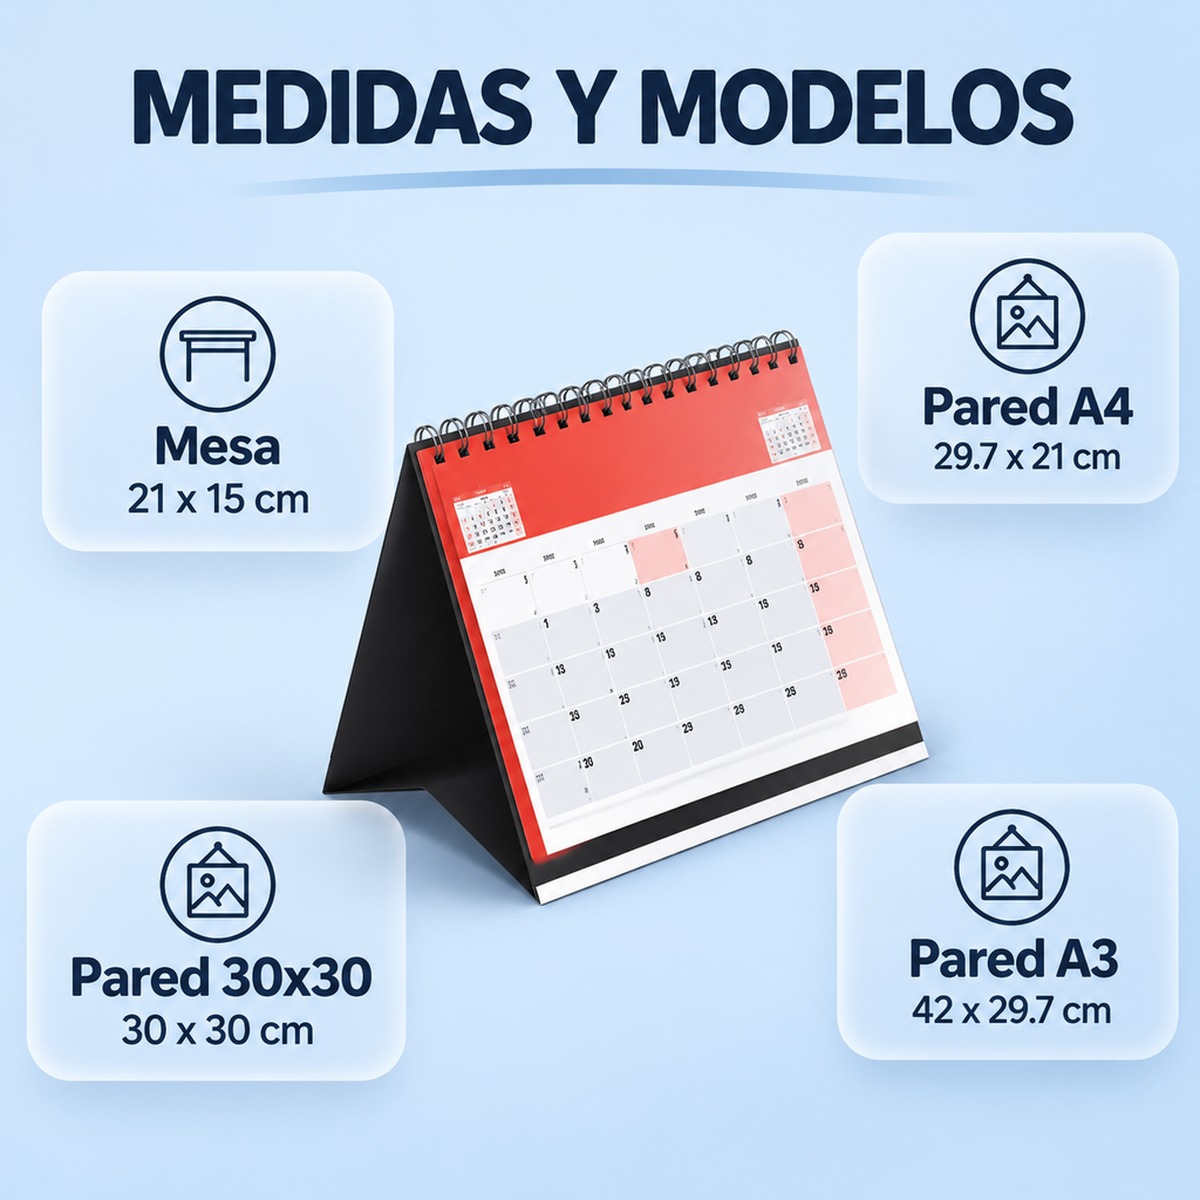 MEDIDAS Y MODELOS
Mesa
21 x 15 cm
Pared A4
29.7 x 21 cm
Pared 30x30
30 x 30 cm
Pared A3
42 x 29.7 cm